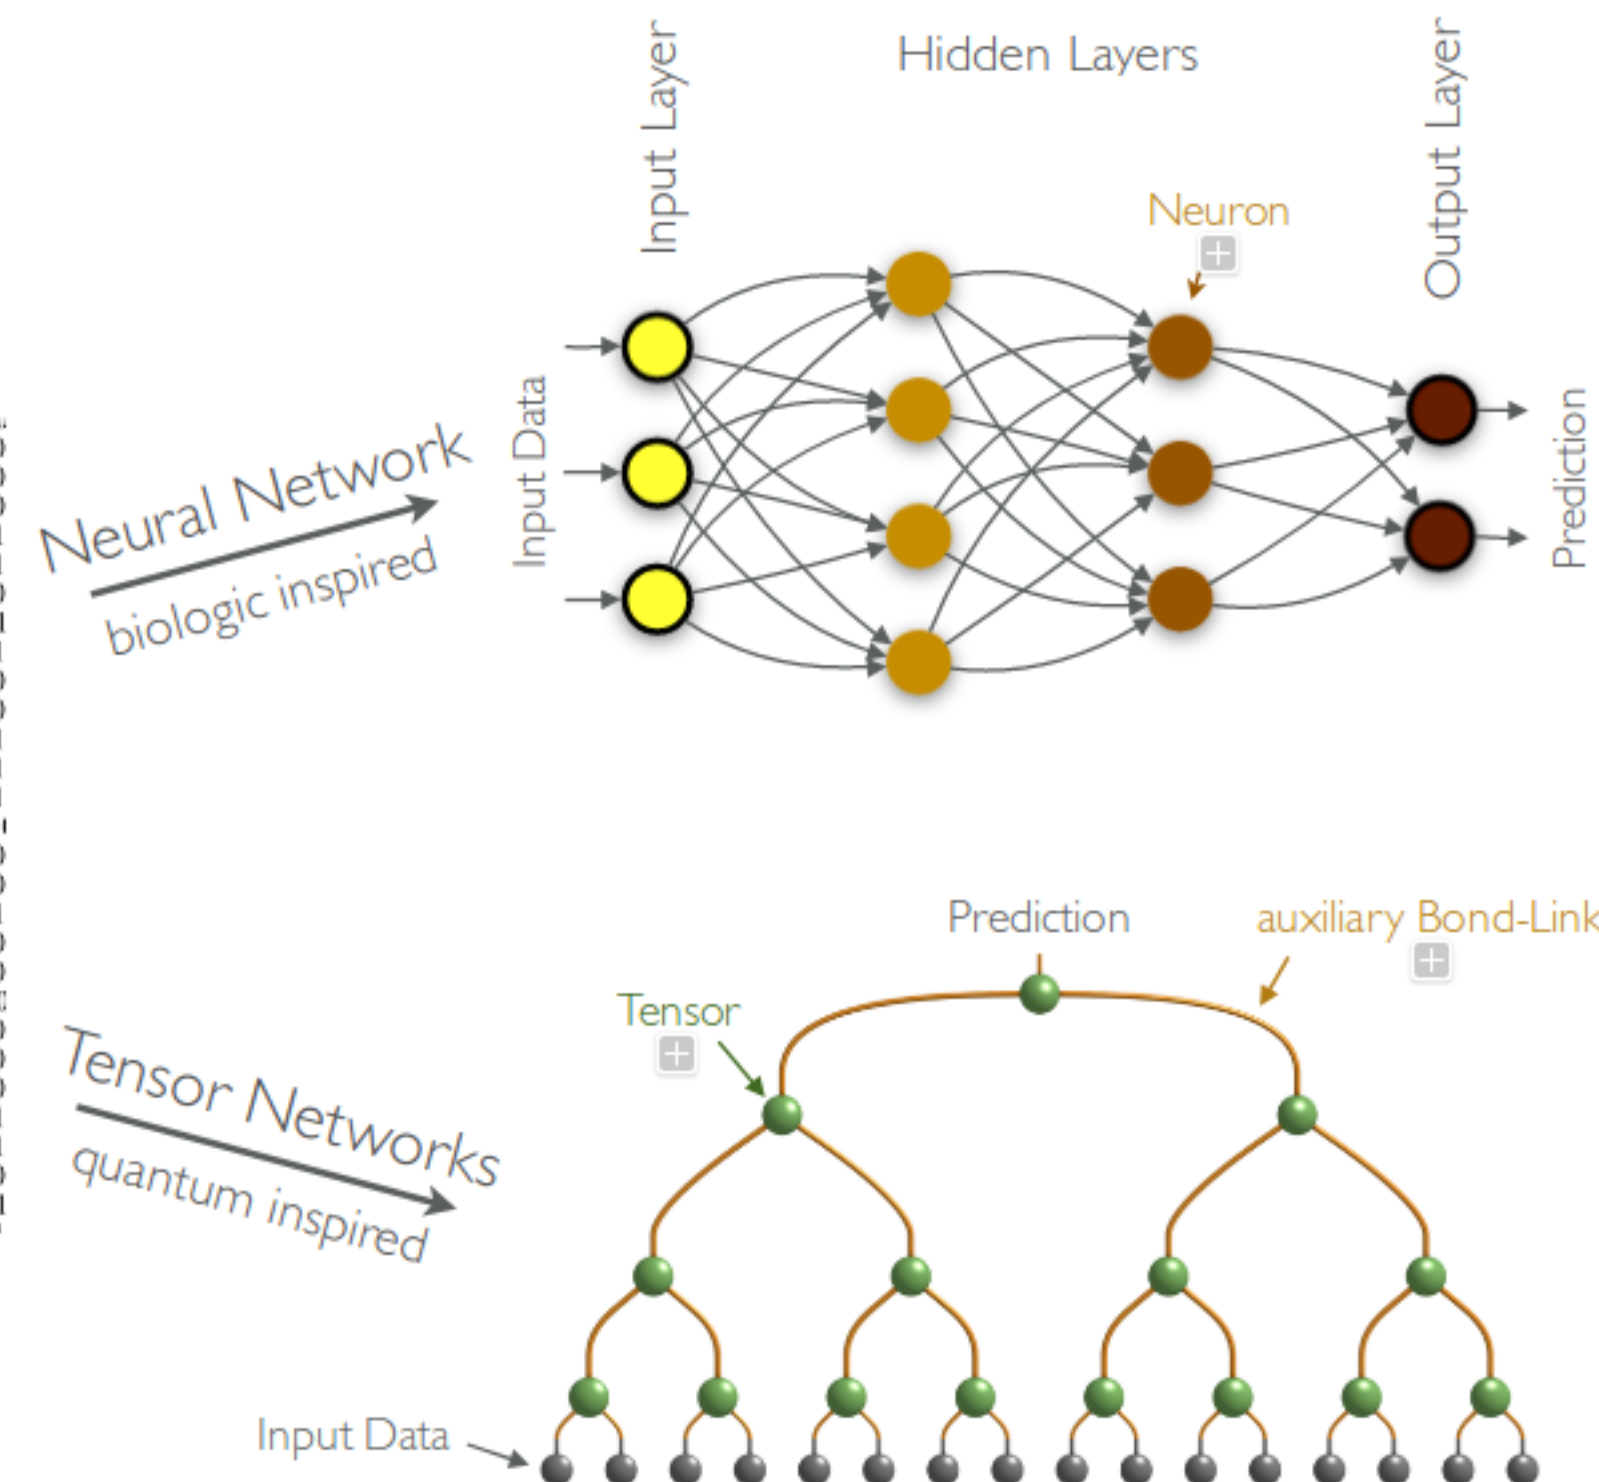 Hidden Layers
Input Layer
Output Layer
Neuron
Neural Network
biologic inspired
Input Data
Prediction
Prediction
auxiliary Bond-Link
Tensor
Tensor Networks
quantum inspired
Input Data